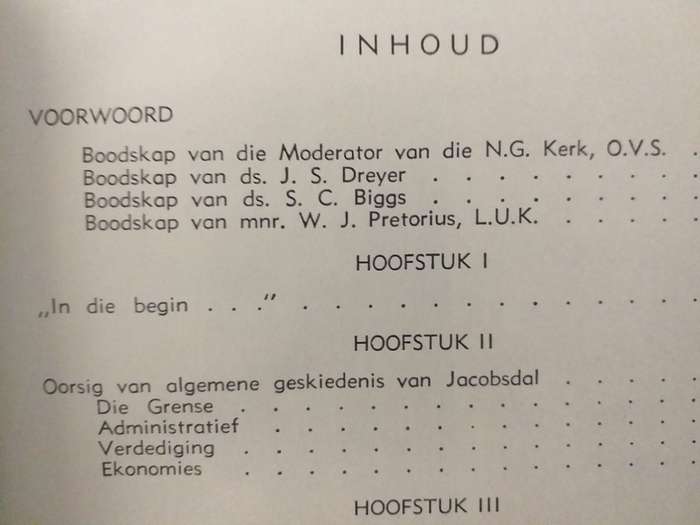 INHOUD
VOORWOORD
Boodskap van die Moderator van die N.G. Kerk, O.V.S. .
Boodskap van ds. J. S. Dreyer . . . . . . . . .
Boodskap van ds. S. C. Biggs . . . . . . . . .
Boodskap van mnr. W. J. Pretorius, L.U.K. . . . . .
HOOFSTUK I
„In die begin . . .” . . . . . . . . . . . . .
HOOFSTUK II
Oorsig van algemene geskiedenis van Jacobsdal . . . . .
Die Grense . . . . . . . . . . . . . . .
Administratief . . . . . . . . . . . . . .
Verdediging . . . . . . . . . . . . . . .
Ekonomies . . . . . . . . . . . . . . .
HOOFSTUK III